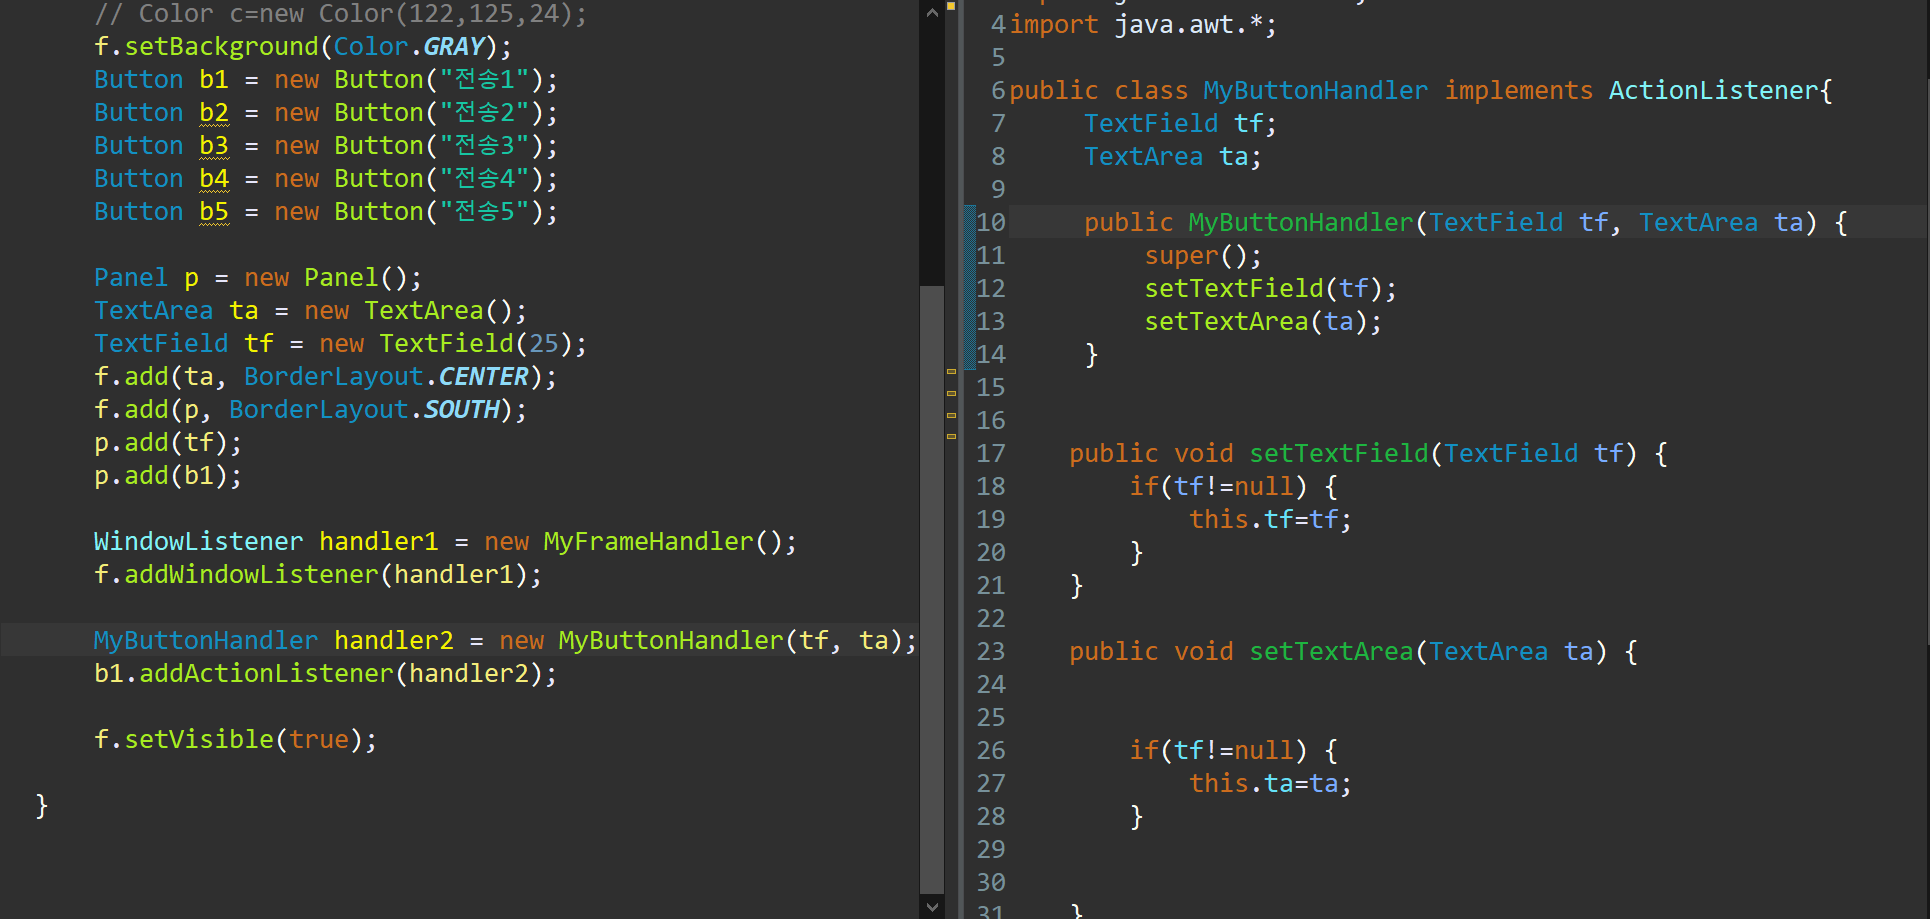 // Color c=new Color(122,125,24);
f.setBackground(Color.GRAY);
Button b1 = new Button("전송1");
Button b2 = new Button("전송2");
Button b3 = new Button("전송3");
Button b4 = new Button("전송4");
Button b5 = new Button("전송5");
Panel p = new Panel();
TextArea ta = new TextArea();
TextField tf = new TextField(25);
f.add(ta, BorderLayout.CENTER);
f.add(p, BorderLayout.SOUTH);
p.add(tf);
p.add(b1);
WindowListener handler1 = new MyFrameHandler();
f.addWindowListener(handler1);
MyButtonHandler handler2 = new MyButtonHandler(tf, ta);
b1.addActionListener(handler2);
f.setVisible(true);
}
4 import java.awt.*;
5
6 public class MyButtonHandler implements ActionListener{
7 TextField tf;
8 TextArea ta;
9
10 public MyButtonHandler(TextField tf, TextArea ta) {
11 super();
12 setTextField(tf);
13 setTextArea(ta);
14 }
15
16
17 public void setTextField(TextField tf) {
18 if(tf!=null) {
19 this.tf=tf;
20 }
21 }
22
23 public void setTextArea(TextArea ta) {
24
25
26 if(tf!=null) {
27 this.ta=ta;
28 }
29
30
31 }